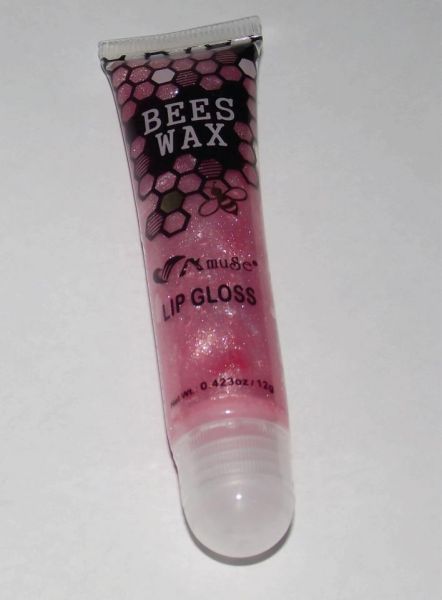 BEES
WAX
Amuse®
LIP GLOSS
Net Wt. 0.423oz / 12g